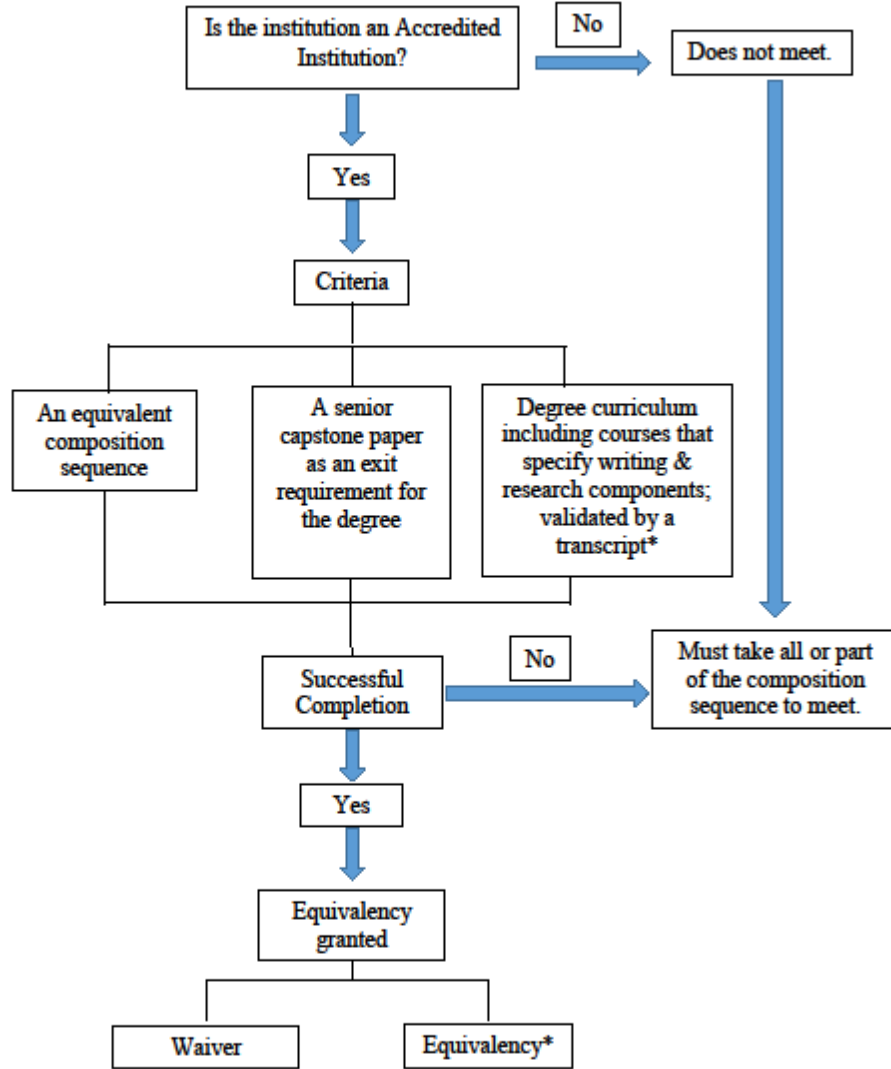 Is the institution an Accredited
Institution?
No
Does not meet.
Yes
Criteria
An equivalent
composition
sequence
A senior
capstone paper
as an exit
requirement for
the degree
Degree curriculum
including courses that
specify writing &
research components;
validated by a
transcript*
Successful
Completion
No
Must take all or part
of the composition
sequence to meet.
Yes
Equivalency
granted
Waiver
Equivalency*